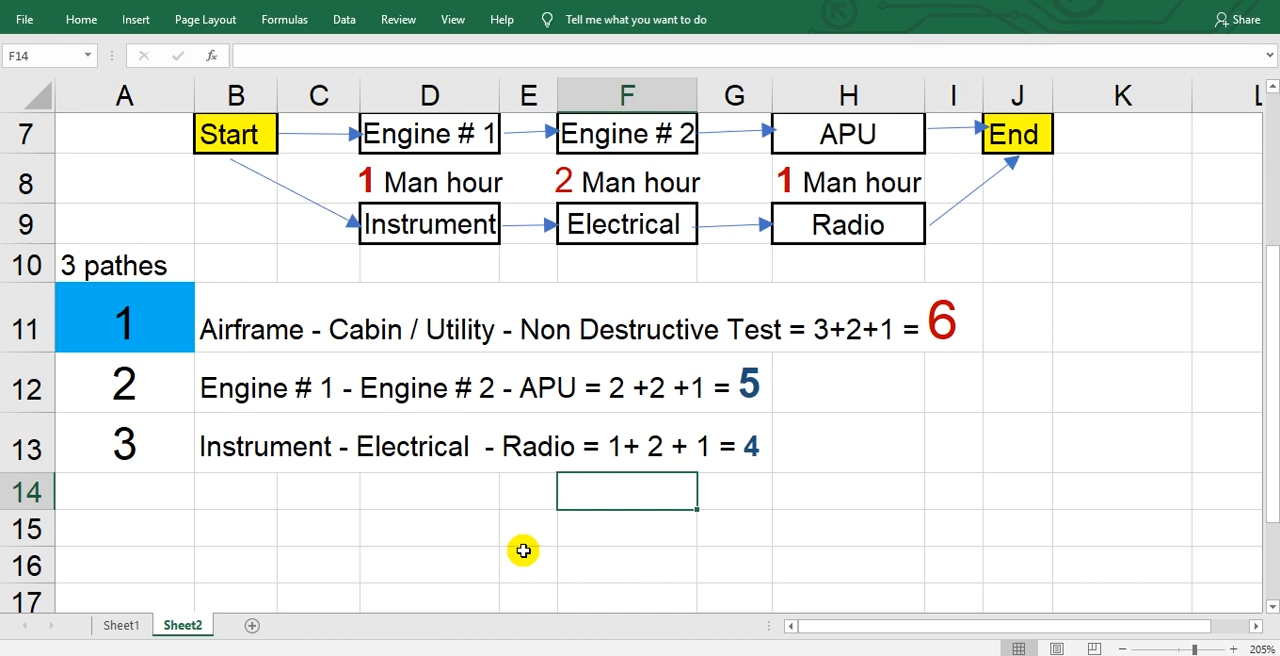 File Home Insert Page Layout Formulas Data Review View Help Tell me what you want to do Share
F14 fx
A B C D E F G H I J K L
7 Start Engine # 1 Engine # 2 APU End
8 1 Man hour 2 Man hour 1 Man hour
9 Instrument Electrical Radio
10 3 pathes
11 1 Airframe - Cabin / Utility - Non Destructive Test = 3+2+1 = 6
12 2 Engine # 1 - Engine # 2 - APU = 2 +2 +1 = 5
13 3 Instrument - Electrical - Radio = 1+ 2 + 1 = 4
14
15
16
17
Sheet1 Sheet2
205%